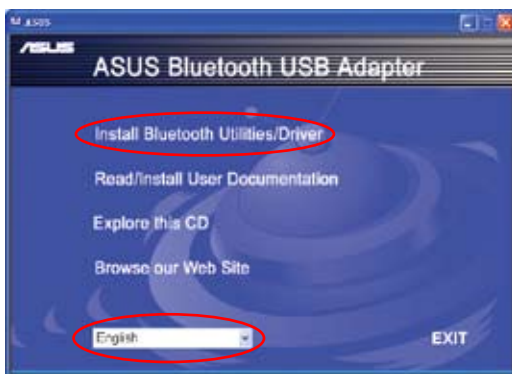 ASUS
ASUS
ASUS Bluetooth USB Adapter
Install Bluetooth Utilities/Driver
Read/Install User Documentation
Explore this CD
Browse our Web Site
English
EXIT